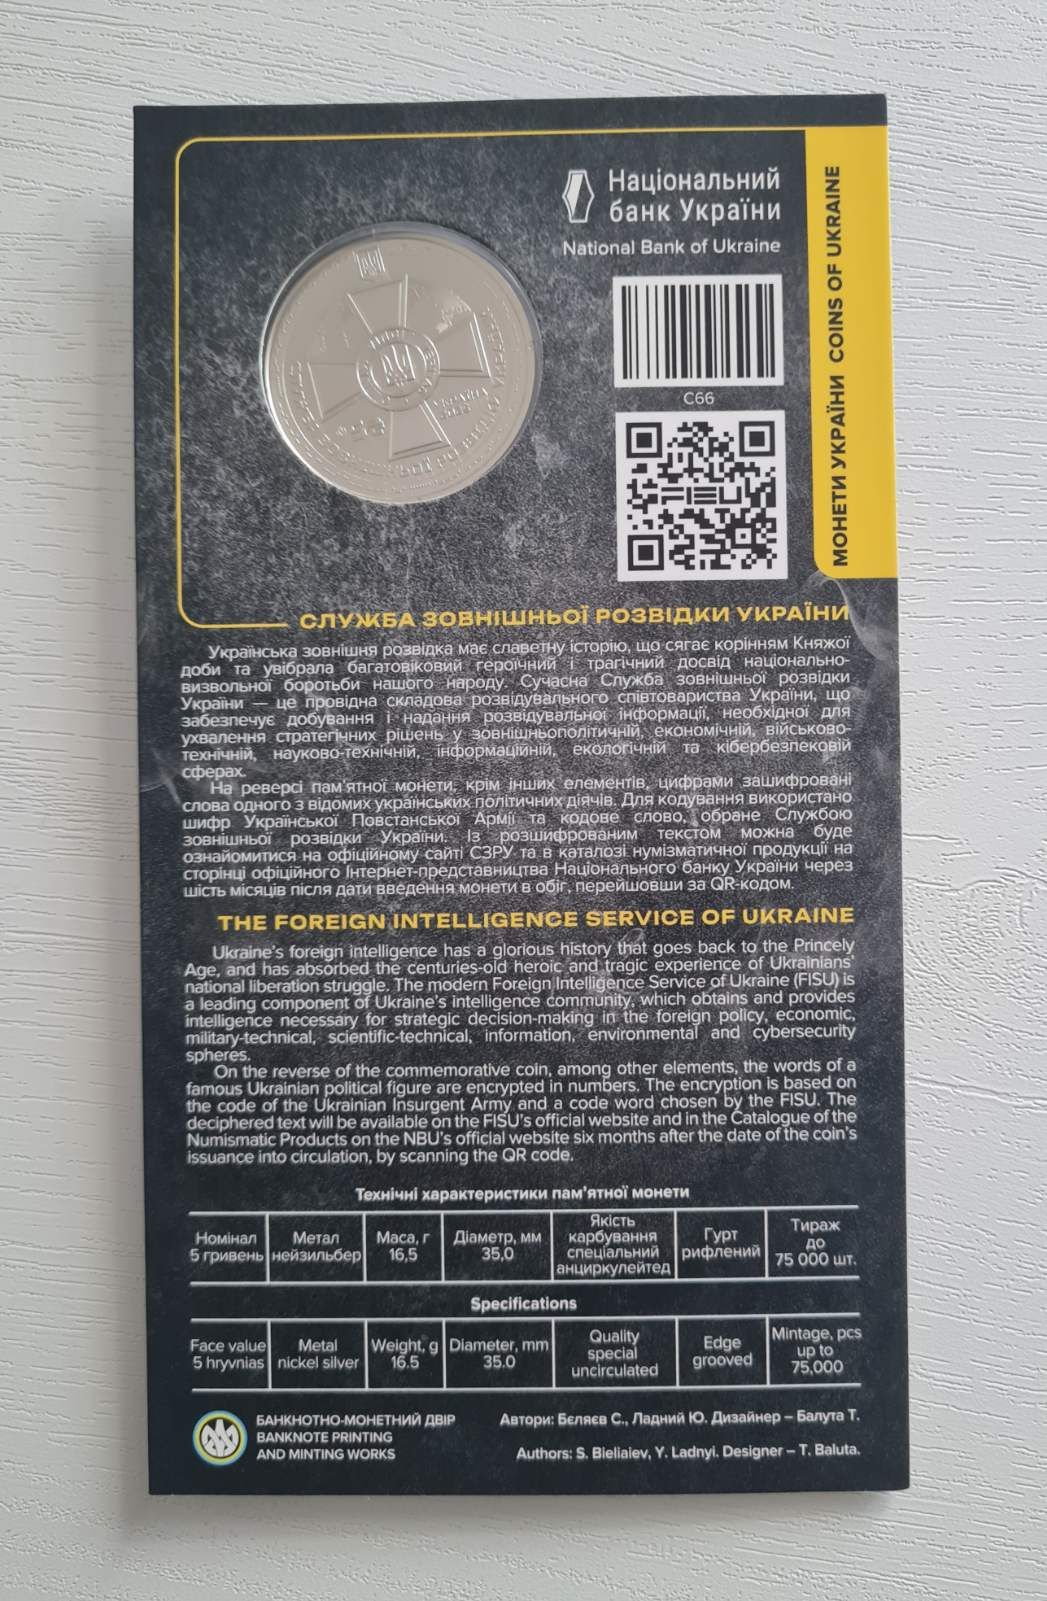 Національний
банк України
National Bank of Ukraine
МОНЕТИ УКРАЇНИ COINS OF UKRAINE
УКРАЇНА
C66
FISU
СЛУЖБА ЗОВНІШНЬОЇ РОЗВІДКИ УКРАЇНИ
Українська зовнішня розвідка має славетну історію, що сягає корінням Княжої
доби та увібрала багатовіковий героїчний і трагічний досвід національно-
визвольної боротьби нашого народу. Сучасна Служба зовнішньої розвідки
України — це провідна складова розвідувального співтовариства України, що
забезпечує добування і надання розвідувальної інформації, необхідної для
ухвалення стратегічних рішень у зовнішньополітичній, економічній, військово-
технічній, науково-технічній, інформаційній, екологічній та кібербезпековій
сферах.
На реверсі пам'ятної монети, крім інших елементів, цифрами зашифровані
слова одного з відомих українських політичних діячів. Для кодування використано
шифр Української Повстанської Армії та кодове слово, обране Службою
зовнішньої розвідки України. Із розшифрованим текстом можна буде
ознайомитися на офіційному сайті СЗРУ та в каталозі нумізматичної продукції на
сторінці офіційного Інтернет-представництва Національного банку України через
шість місяців після дати введення монети в обіг, перейшовши за QR-кодом.
THE FOREIGN INTELLIGENCE SERVICE OF UKRAINE
Ukraine's foreign intelligence has a glorious history that goes back to the Princely
Age, and has absorbed the centuries-old heroic and tragic experience of Ukrainians'
national liberation struggle. The modern Foreign Intelligence Service of Ukraine (FISU) is
a leading component of Ukraine's intelligence community, which obtains and provides
intelligence necessary for strategic decision-making in the foreign policy, economic,
military-technical, scientific-technical, information, environmental and cybersecurity
spheres.
On the reverse of the commemorative coin, among other elements, the words of a
famous Ukrainian political figure are encrypted in numbers. The encryption is based on
the code of the Ukrainian Insurgent Army and a code word chosen by the FISU. The
deciphered text will be available on the FISU's official website and in the Catalogue of the
Numismatic Products on the NBU's official website six months after the date of the coin's
issuance into circulation, by scanning the QR code.
Технічні характеристики пам'ятної монети
Номінал 5 гривень
Метал нейзильбер
Маса, г 16,5
Діаметр, мм 35,0
Якість карбування спеціальний анциркулейтед
Гурт рифлений
Тираж до 75 000 шт.
Specifications
Face value 5 hryvnias
Metal nickel silver
Weight, g 16.5
Diameter, mm 35.0
Quality special uncirculated
Edge grooved
Mintage, pcs up to 75,000
БАНКНОТНО-МОНЕТНИЙ ДВІР
BANKNOTE PRINTING
AND MINTING WORKS
Автори: Бєляєв С., Ладний Ю. Дизайнер – Балута Т.
Authors: S. Bieliaiev, Y. Ladnyi. Designer – T. Baluta.